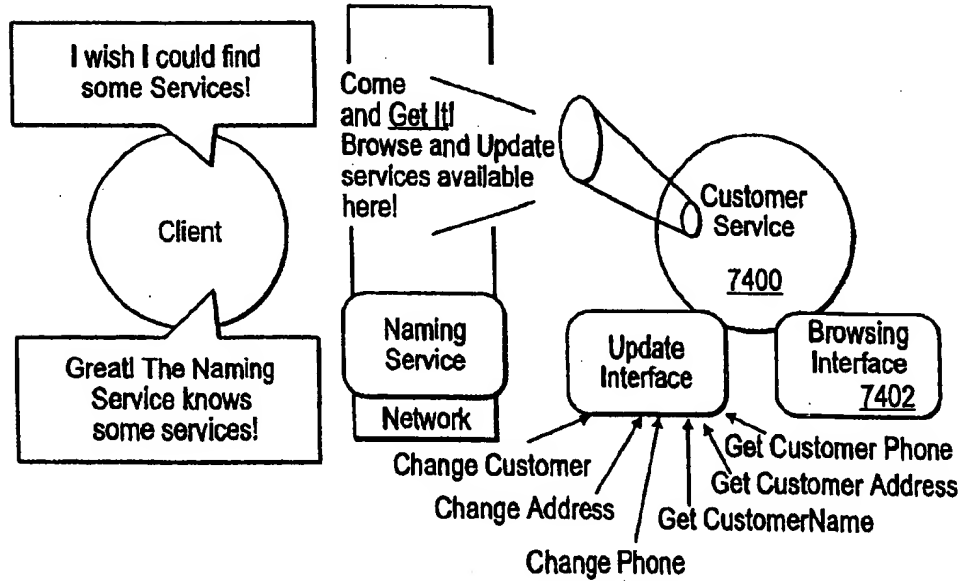 I wish I could find
some Services!
Client
Great! The Naming
Service knows
some services!
Come
and Get It!
Browse and Update
services available
here!
Naming
Service
Network
Customer
Service
7400
Update
Interface
Browsing
Interface
7402
Change Customer
Change Address
Change Phone
Get CustomerName
Get Customer Address
Get Customer Phone